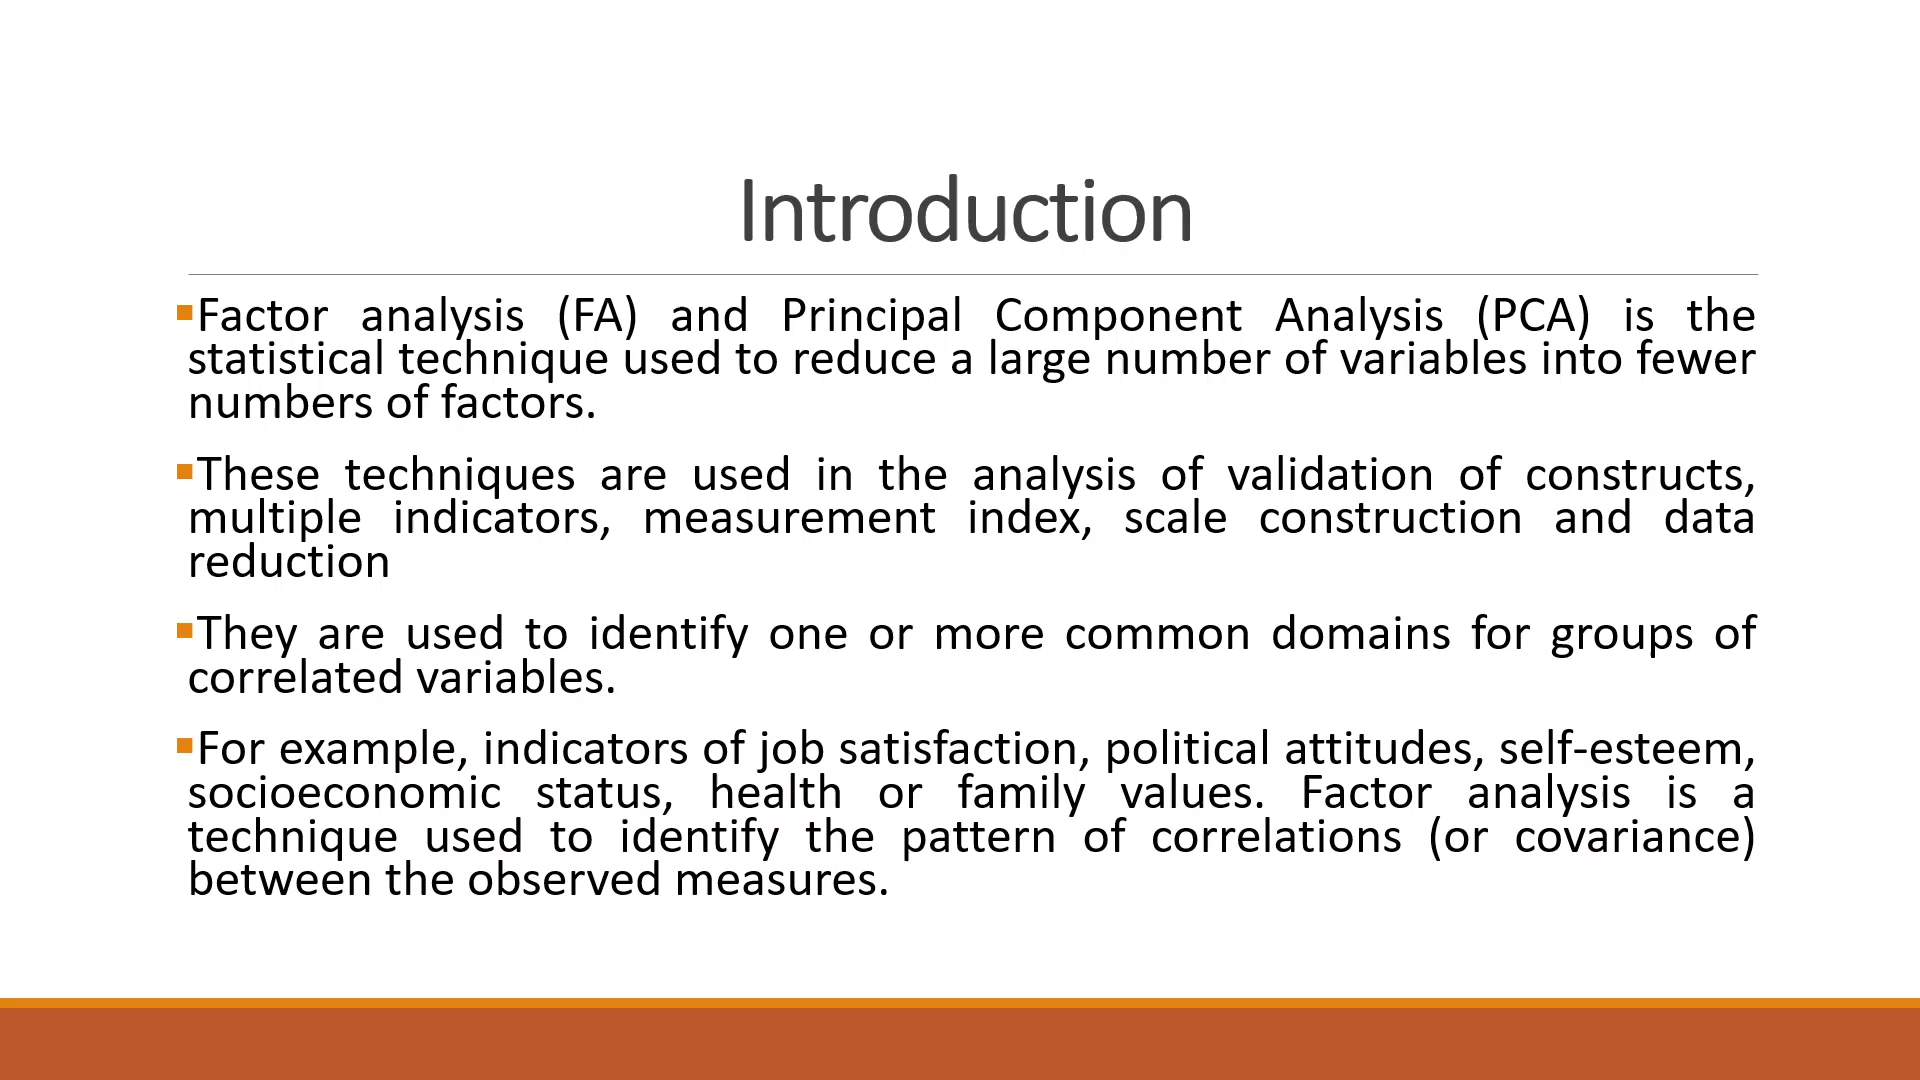 Introduction
▪Factor analysis (FA) and Principal Component Analysis (PCA) is the
statistical technique used to reduce a large number of variables into fewer
numbers of factors.
▪These techniques are used in the analysis of validation of constructs,
multiple indicators, measurement index, scale construction and data
reduction
▪They are used to identify one or more common domains for groups of
correlated variables.
▪For example, indicators of job satisfaction, political attitudes, self-esteem,
socioeconomic status, health or family values. Factor analysis is a
technique used to identify the pattern of correlations (or covariance)
between the observed measures.